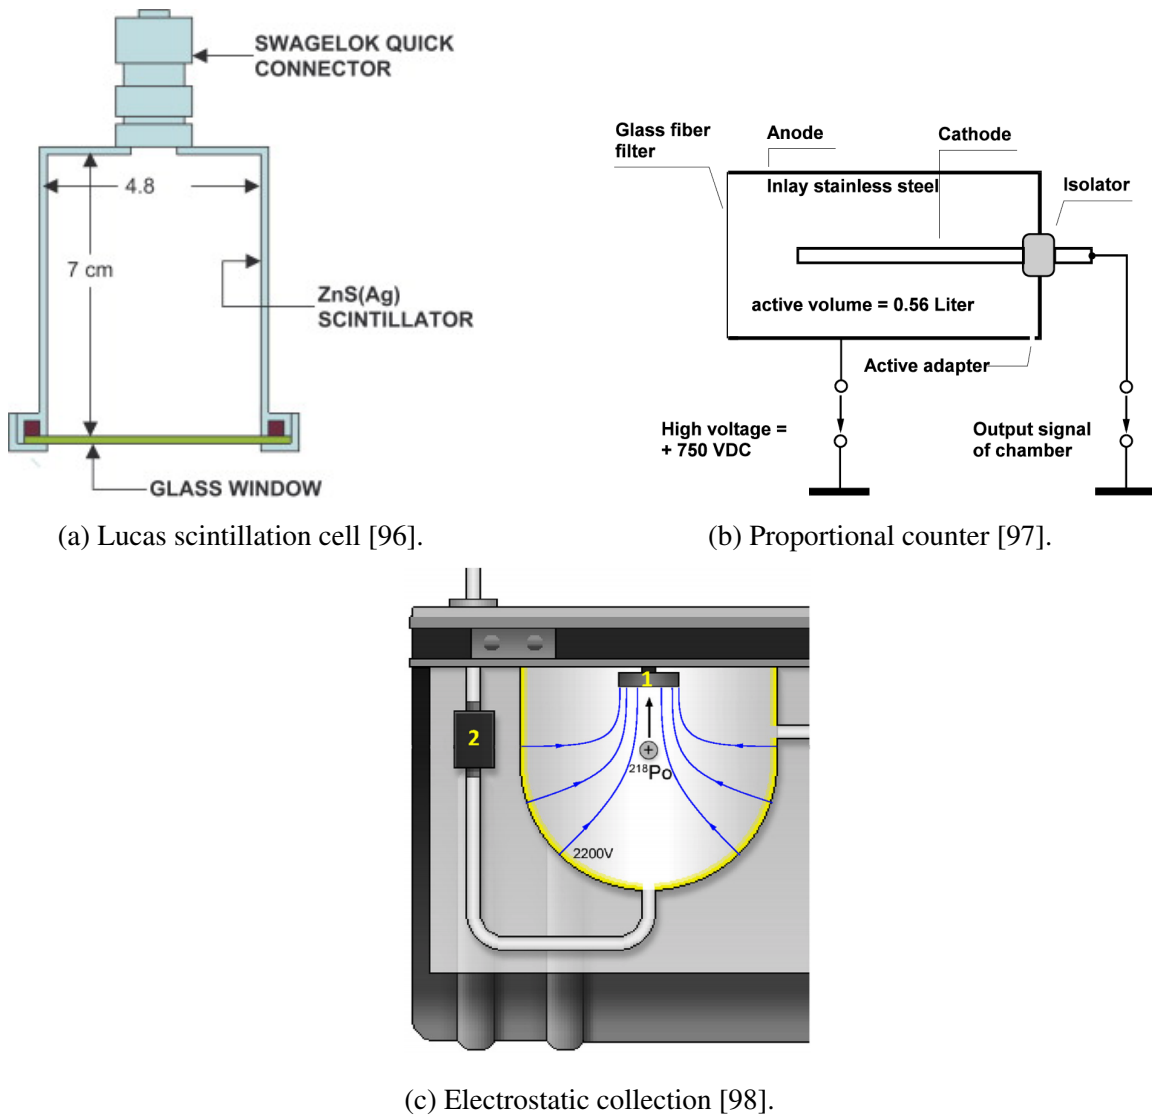 SWAGELOK QUICK
CONNECTOR
4.8
7 cm
ZnS(Ag)
SCINTILLATOR
GLASS WINDOW
(a) Lucas scintillation cell [96].
Glass fiber
filter
Anode
Cathode
Inlay stainless steel
Isolator
active volume = 0.56 Liter
Active adapter
High voltage =
+ 750 VDC
Output signal
of chamber
(b) Proportional counter [97].
1
2
+
218Po
2200V
(c) Electrostatic collection [98].